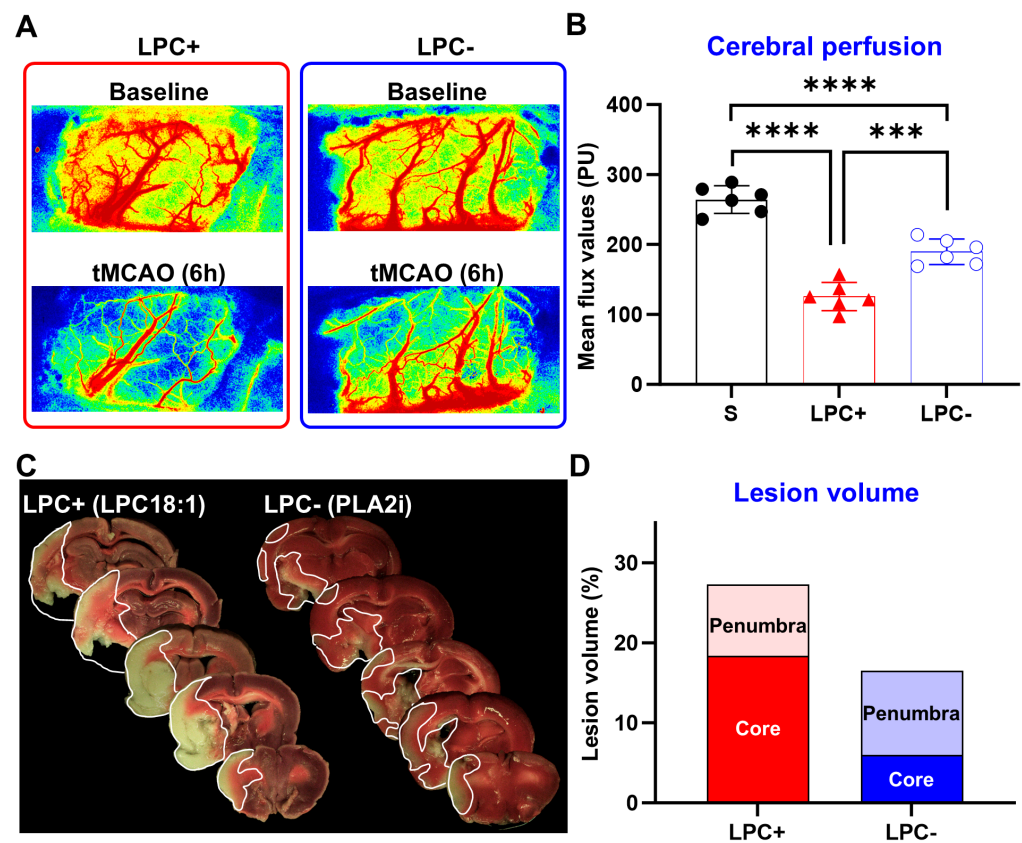 A
LPC+
LPC-
Baseline
Baseline
tMCAO (6h)
tMCAO (6h)
B
Cerebral perfusion
****
****
***
Mean flux values (PU)
400
300
200
100
0
S
LPC+
LPC-
C
LPC+ (LPC18:1)
LPC- (PLA2i)
D
Lesion volume
Lesion volume (%)
30
20
10
0
Penumbra
Core
Penumbra
Core
LPC+
LPC-